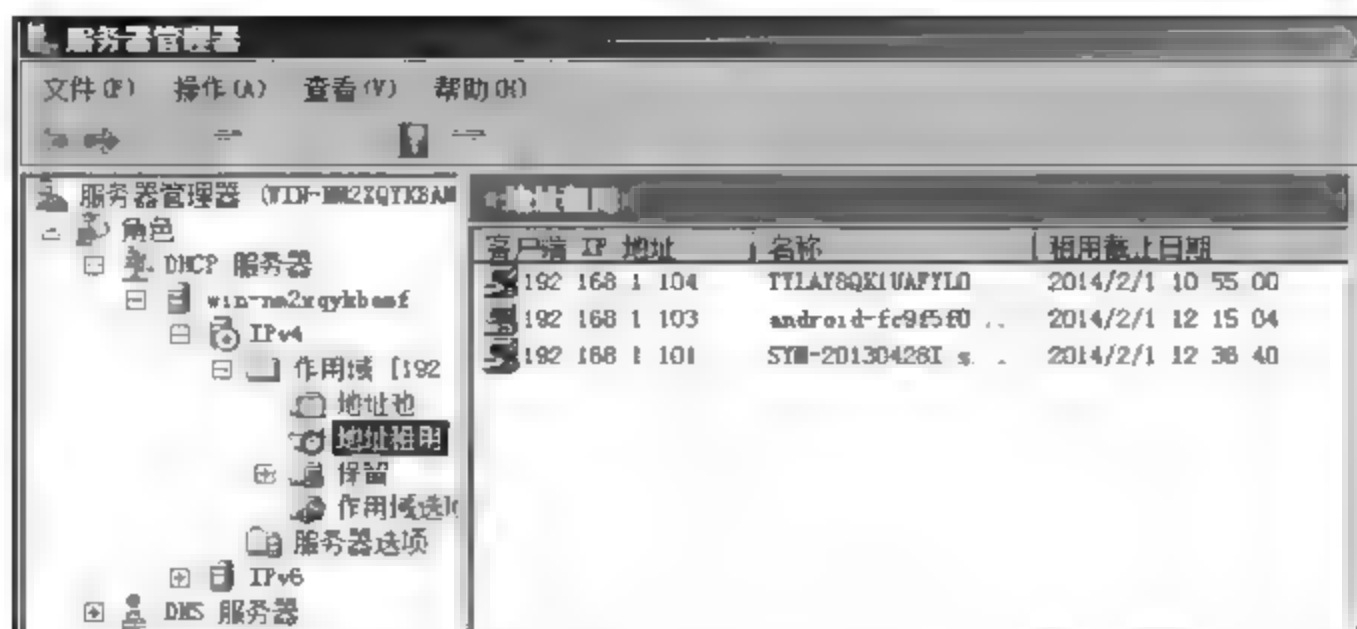 服务器管理器
文件(F) 操作(A) 查看(V) 帮助(H)
服务器管理器 (WIN-NM2XQYKBAM
角色
DHCP 服务器
win-nm2xqykbamf
IPv4
作用域 [192
地址池
地址租用
保留
作用域选项
服务器选项
IPv6
DNS 服务器
地址租用
客户端 IP 地址 名称 租用截止日期
192 168 1 104 2014/2/1 10 55 00
192 168 1 103 android-fc9f5f0 .. 2014/2/1 12 15 04
192 168 1 101 SYM-20130428I s. . 2014/2/1 12 38 40